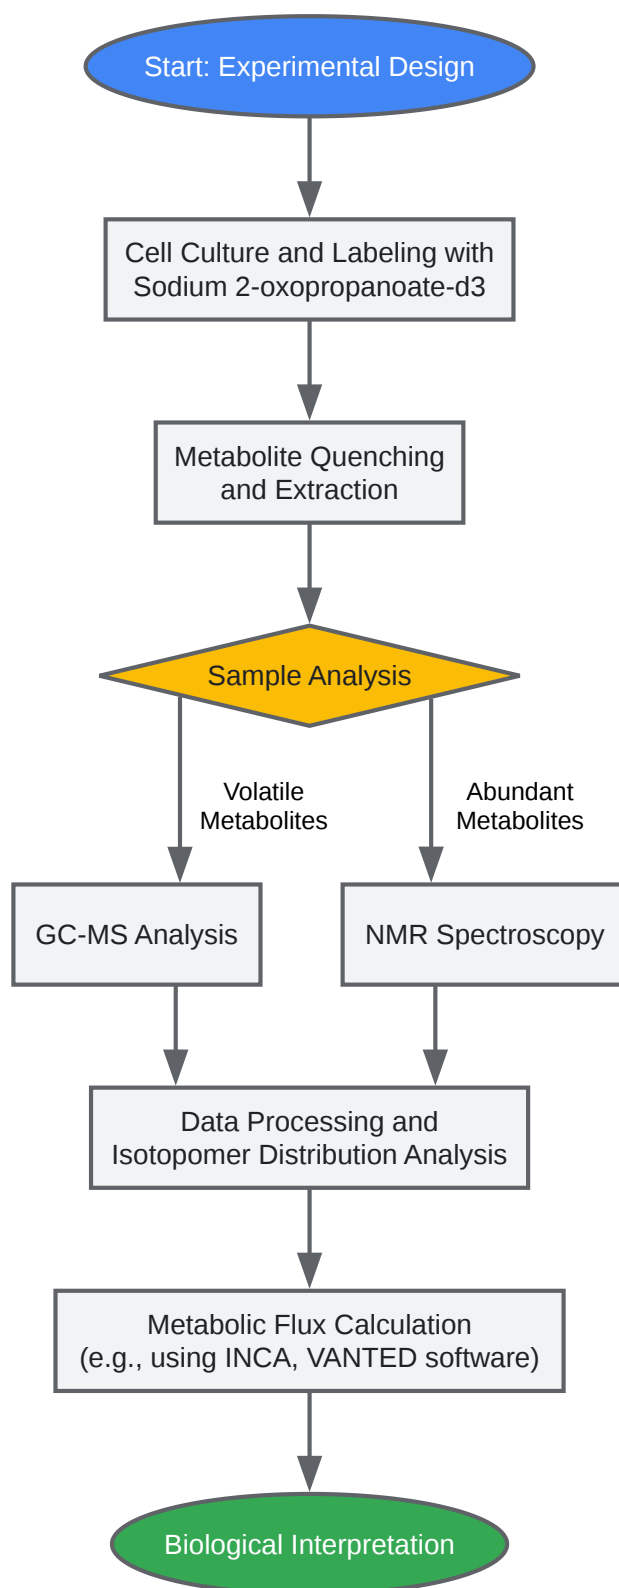 Start: Experimental Design
Cell Culture and Labeling with
Sodium 2-oxopropanoate-d3
Metabolite Quenching
and Extraction
Sample Analysis
Volatile
Metabolites
Abundant
Metabolites
GC-MS Analysis
NMR Spectroscopy
Data Processing and
Isotopomer Distribution Analysis
Metabolic Flux Calculation
(e.g., using INCA, VANTED software)
Biological Interpretation